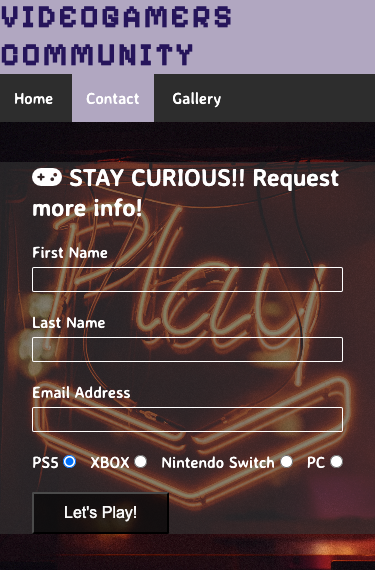 VIDEOGAMERS
COMMUNITY
Home Contact Gallery
STAY CURIOUS!! Request
more info!
Play
First Name
Last Name
Email Address
PS5 XBOX Nintendo Switch PC
Let's Play!